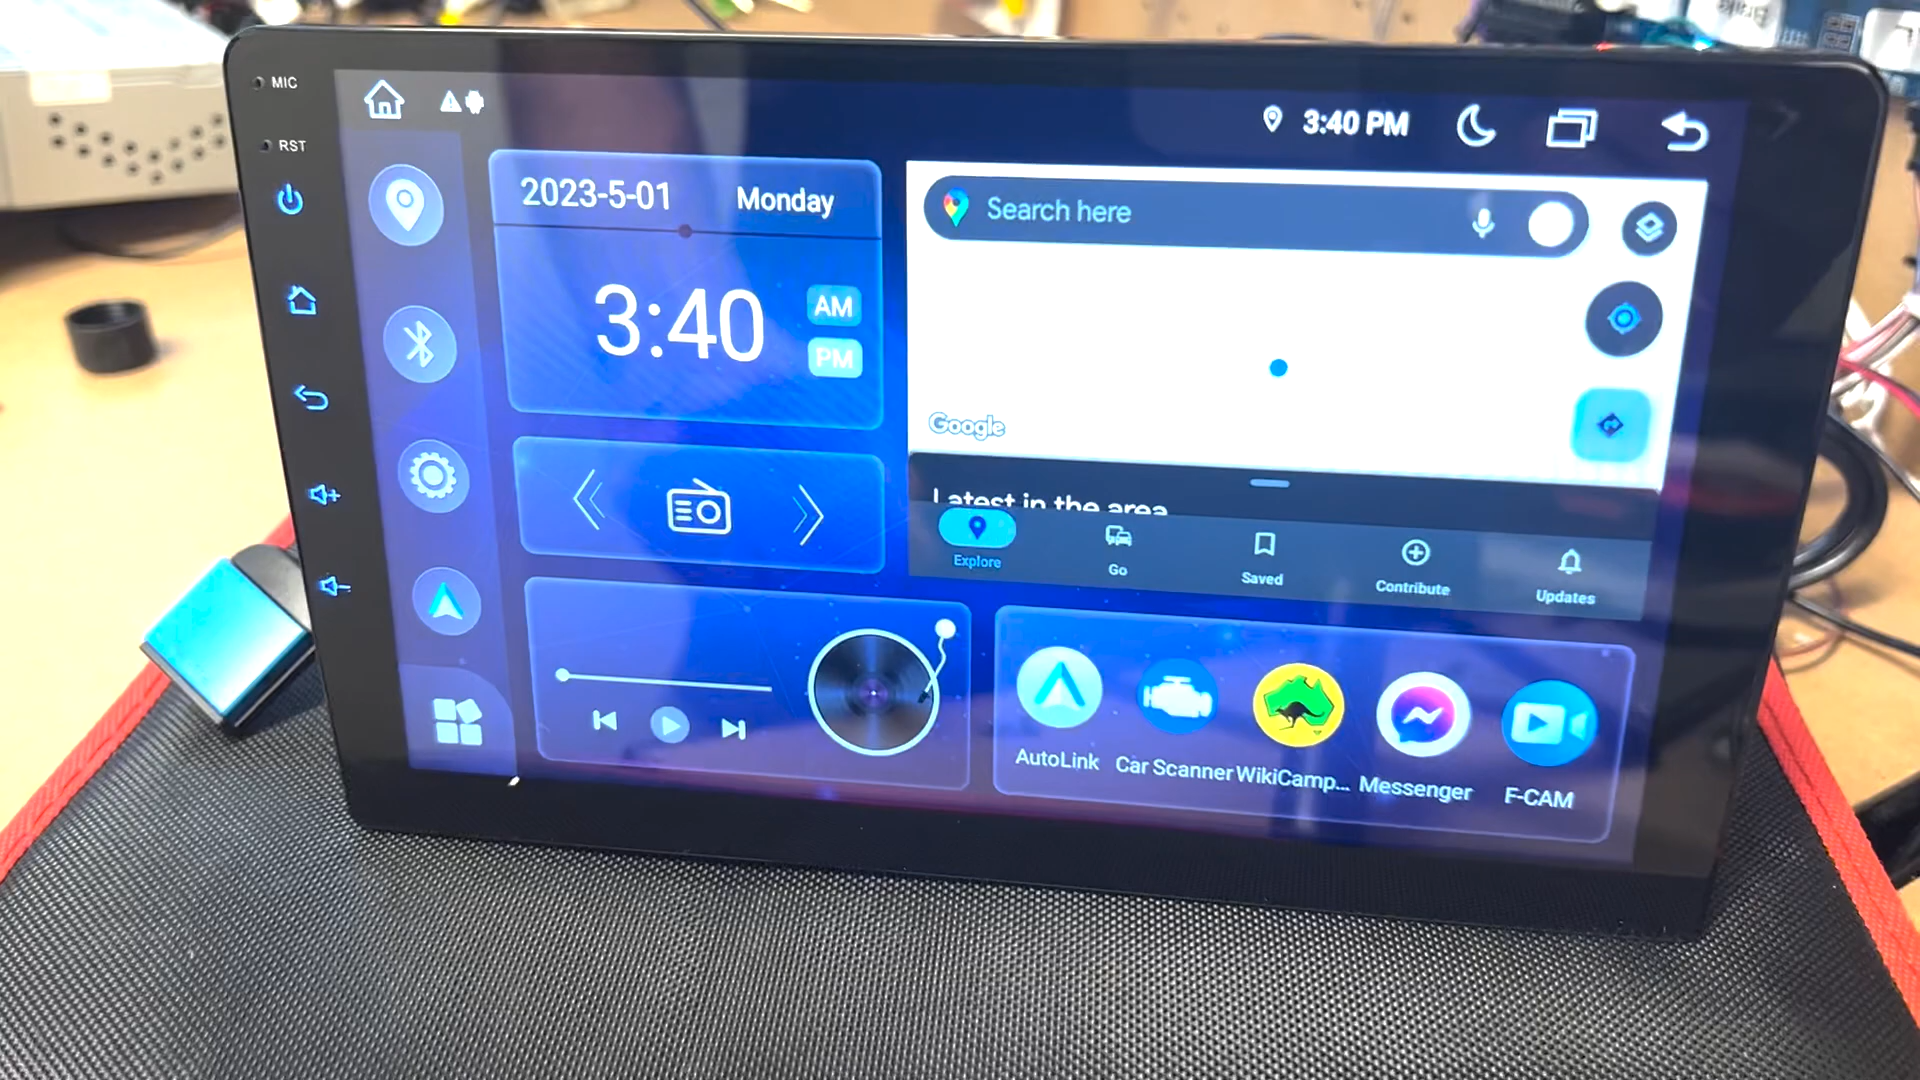 MIC
RST
3:40 PM
2023-5-01 Monday
3:40
AM
PM
Search here
Google
Latest in the area
Explore
Go
Saved
Contribute
Updates
AutoLink
Car Scanner
WikiCamp...
Messenger
F-CAM